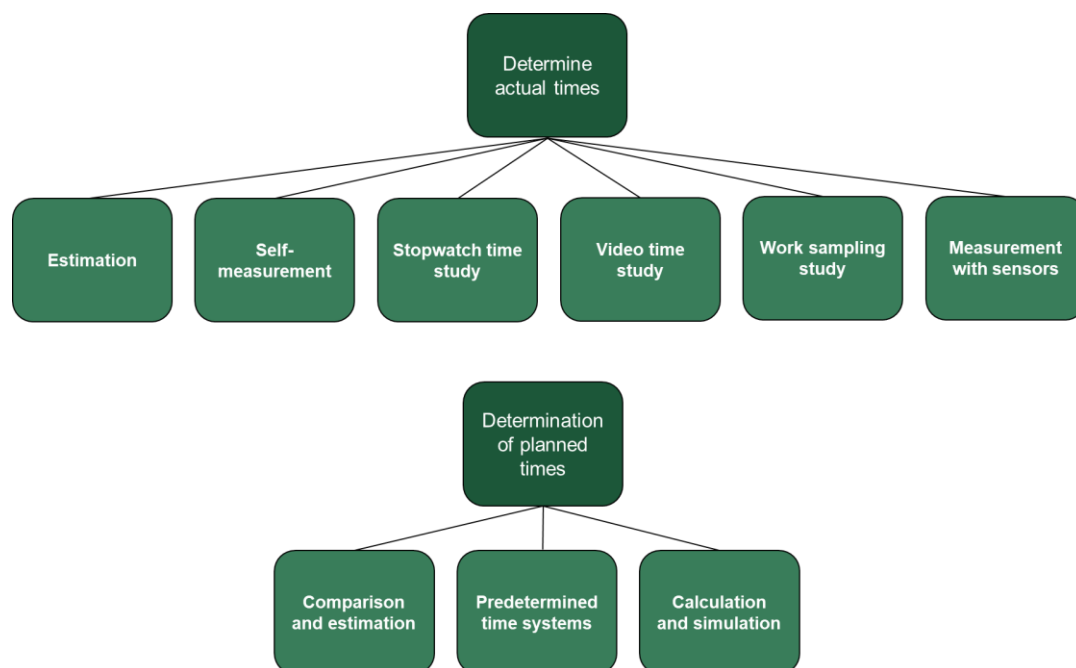 Determine
actual times
Estimation
Self-
measurement
Stopwatch time
study
Video time
study
Work sampling
study
Measurement
with sensors
Determination
of planned
times
Comparison
and estimation
Predetermined
time systems
Calculation
and simulation